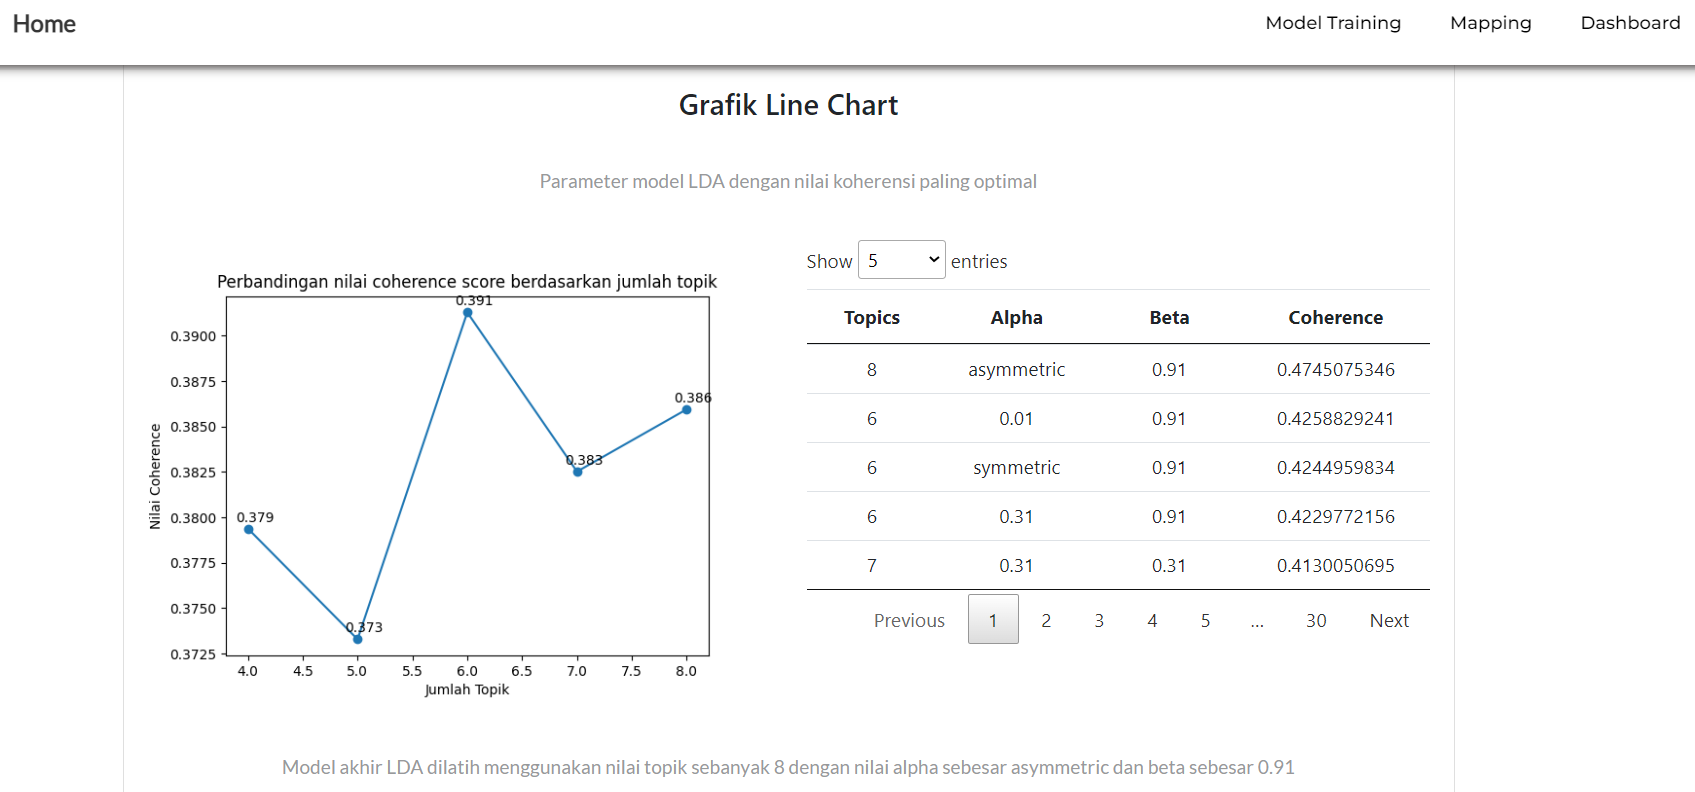 Home Model Training Mapping Dashboard
Grafik Line Chart
Parameter model LDA dengan nilai koherensi paling optimal
Perbandingan nilai coherence score berdasarkan jumlah topik
0.391
0.3900
0.3875
0.386
0.3850
0.383
0.3825
0.3800
0.379
0.3775
0.3750
0.373
0.3725
Nilai Coherence
4.0 4.5 5.0 5.5 6.0 6.5 7.0 7.5 8.0
Jumlah Topik
Show 5 entries
Topics Alpha Beta Coherence
8 asymmetric 0.91 0.4745075346
6 0.01 0.91 0.4258829241
6 symmetric 0.91 0.4244959834
6 0.31 0.91 0.4229772156
7 0.31 0.31 0.4130050695
Previous 1 2 3 4 5 ... 30 Next
Model akhir LDA dilatih menggunakan nilai topik sebanyak 8 dengan nilai alpha sebesar asymmetric dan beta sebesar 0.91